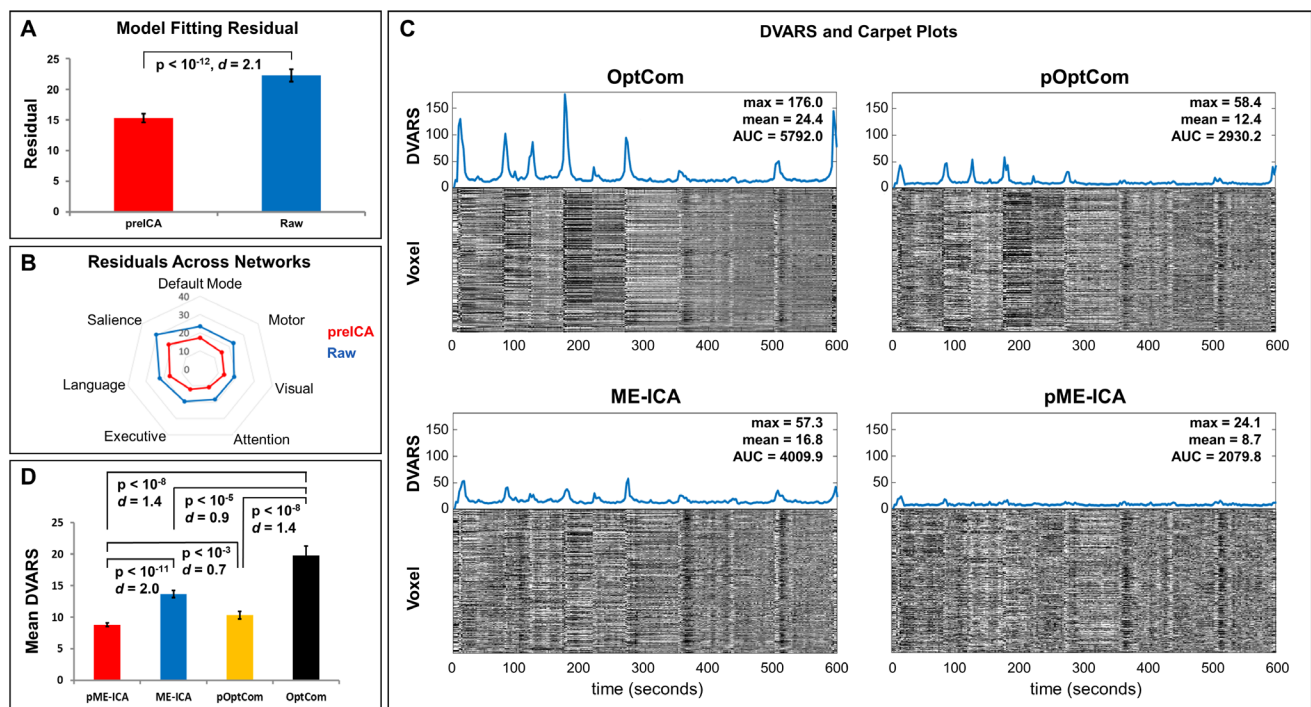 A
Model Fitting Residual
p < 10-12, d = 2.1
25
20
15
10
5
0
Residual
preICA
Raw
B
Residuals Across Networks
Default Mode
Motor
Visual
Attention
Executive
Language
Salience
40
30
20
10
0
preICA
Raw
D
p < 10-8
d = 1.4
p < 10-5
d = 0.9
p < 10-8
d = 1.4
p < 10-3
d = 0.7
p < 10-11
d = 2.0
25
20
15
10
5
0
Mean DVARS
pME-ICA
ME-ICA
pOptCom
OptCom
C
DVARS and Carpet Plots
OptCom
max = 176.0
mean = 24.4
AUC = 5792.0
150
100
50
0
DVARS
Voxel
0 100 200 300 400 500 600
pOptCom
max = 58.4
mean = 12.4
AUC = 2930.2
150
100
50
0
0 100 200 300 400 500 600
ME-ICA
max = 57.3
mean = 16.8
AUC = 4009.9
150
100
50
0
DVARS
Voxel
0 100 200 300 400 500 600
time (seconds)
pME-ICA
max = 24.1
mean = 8.7
AUC = 2079.8
150
100
50
0
0 100 200 300 400 500 600
time (seconds)